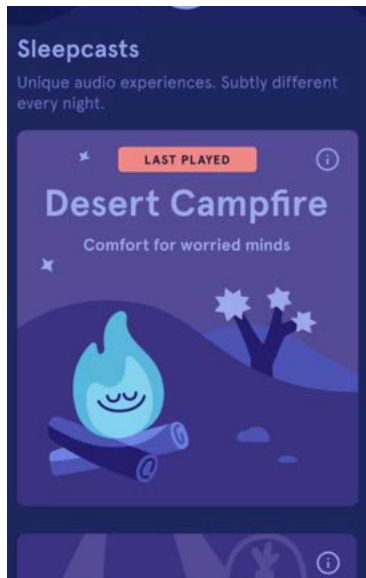 Sleepcasts
Unique audio experiences. Subtly different
every night.
LAST PLAYED
Desert Campfire
Comfort for worried minds